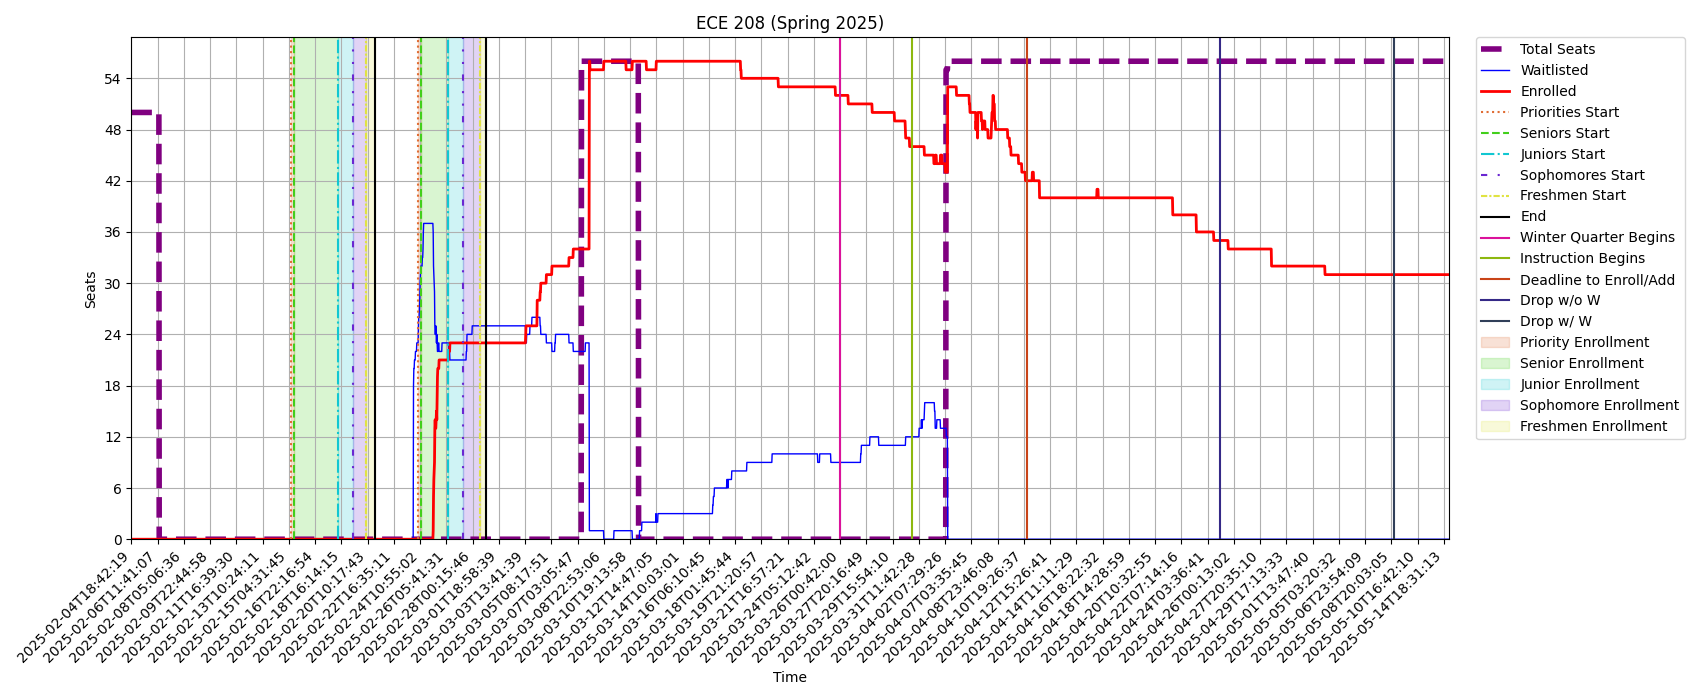 ECE 208 (Spring 2025)
Seats
54
48
42
36
30
24
18
12
6
0
2025-02-04T18:42:19
2025-02-06T11:41:07
2025-02-08T05:06:36
2025-02-09T22:44:58
2025-02-11T16:39:30
2025-02-13T10:24:11
2025-02-15T04:31:45
2025-02-16T22:16:54
2025-02-18T16:14:15
2025-02-20T10:17:43
2025-02-22T16:35:11
2025-02-24T10:55:02
2025-02-26T05:41:31
2025-02-28T00:15:46
2025-03-01T18:58:39
2025-03-03T13:41:39
2025-03-05T08:17:51
2025-03-07T03:05:47
2025-03-08T22:53:06
2025-03-10T19:13:58
2025-03-12T14:47:05
2025-03-14T10:03:01
2025-03-16T06:10:45
2025-03-18T01:45:44
2025-03-19T21:20:57
2025-03-21T16:57:21
2025-03-24T05:12:42
2025-03-26T00:42:00
2025-03-27T20:16:49
2025-03-29T15:54:10
2025-03-31T11:42:28
2025-04-02T07:29:26
2025-04-07T03:35:45
2025-04-08T23:46:08
2025-04-10T19:26:37
2025-04-12T15:26:41
2025-04-14T11:11:29
2025-04-16T18:22:32
2025-04-18T14:28:59
2025-04-20T10:32:55
2025-04-22T07:14:16
2025-04-24T03:36:41
2025-04-26T00:13:02
2025-04-27T20:35:10
2025-04-29T17:13:33
2025-05-01T13:47:40
2025-05-05T03:20:32
2025-05-06T23:54:09
2025-05-08T20:03:05
2025-05-10T16:42:10
2025-05-14T18:31:13
Time
Total Seats
Waitlisted
Enrolled
Priorities Start
Seniors Start
Juniors Start
Sophomores Start
Freshmen Start
End
Winter Quarter Begins
Instruction Begins
Deadline to Enroll/Add
Drop w/o W
Drop w/ W
Priority Enrollment
Senior Enrollment
Junior Enrollment
Sophomore Enrollment
Freshmen Enrollment